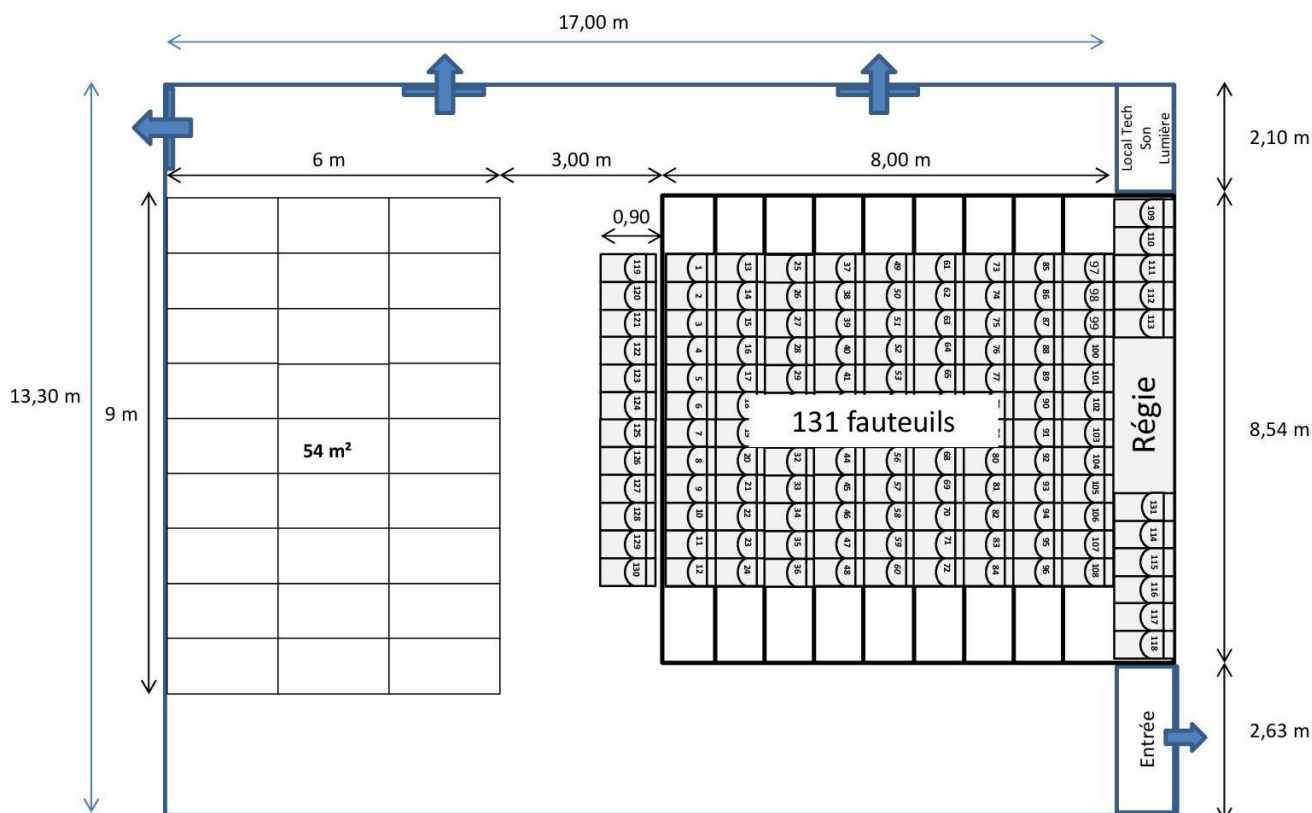 17,00 m
Local Tech
Son
Lumière
2,10 m
6 m
3,00 m
8,00 m
0,90
109
110
119 1 13 25 37 49 61 73 85 97 111
120 2 14 26 38 50 62 74 86 98 112
121 3 15 27 39 51 63 75 87 99 113
122 4 16 28 40 52 64 76 88 100
123 5 17 29 41 53 65 77 89 101
13,30 m
9 m
124 6 18 90 102
131 fauteuils
Régie
8,54 m
125 7 19 91 103
54 m²
126 8 20 32 44 56 68 80 92 104
127 9 21 33 45 57 69 81 93 105
128 10 22 34 46 58 70 82 94 106 131
129 11 23 35 47 59 71 83 95 107 114
130 12 24 36 48 60 72 84 96 108 115
116
117
118
Entrée
2,63 m